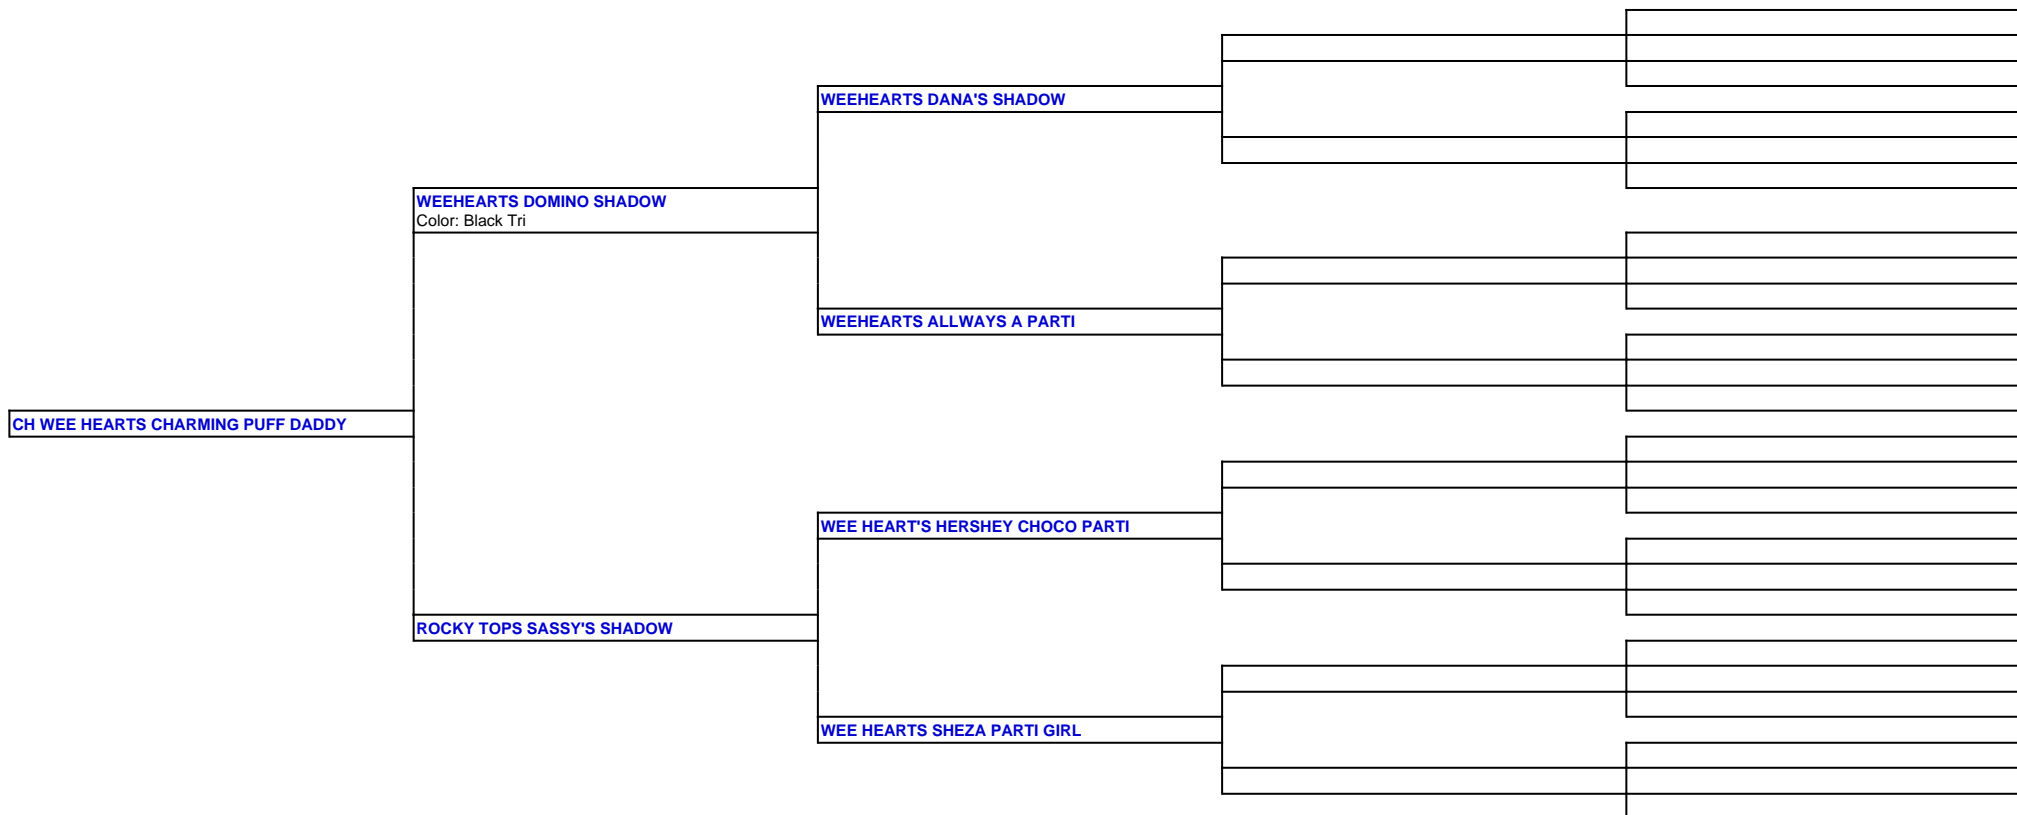 WEEHEARTS DANA'S SHADOW
WEEHEARTS DOMINO SHADOW
Color: Black Tri
WEEHEARTS ALLWAYS A PARTI
CH WEE HEARTS CHARMING PUFF DADDY
WEE HEART'S HERSHEY CHOCO PARTI
ROCKY TOPS SASSY'S SHADOW
WEE HEARTS SHEZA PARTI GIRL